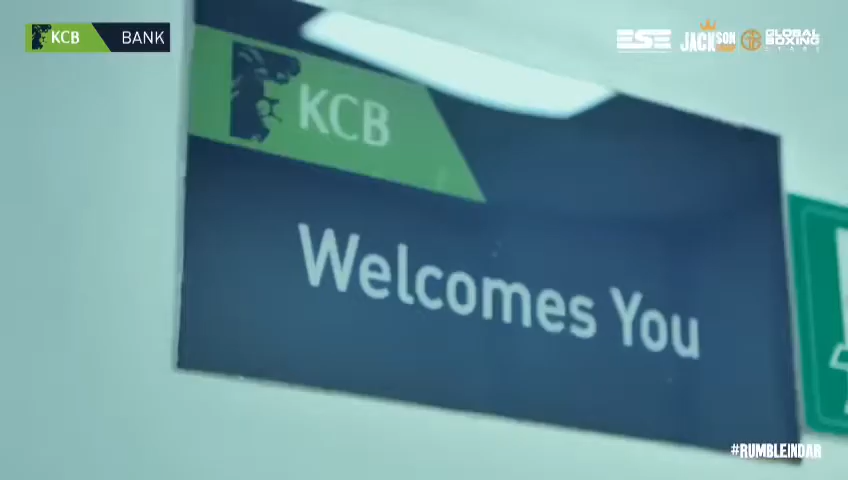 KCB BANK
ESE JACKSON GLOBAL BOXING STARS
KCB
Welcomes You
#RUMBLEINDAR